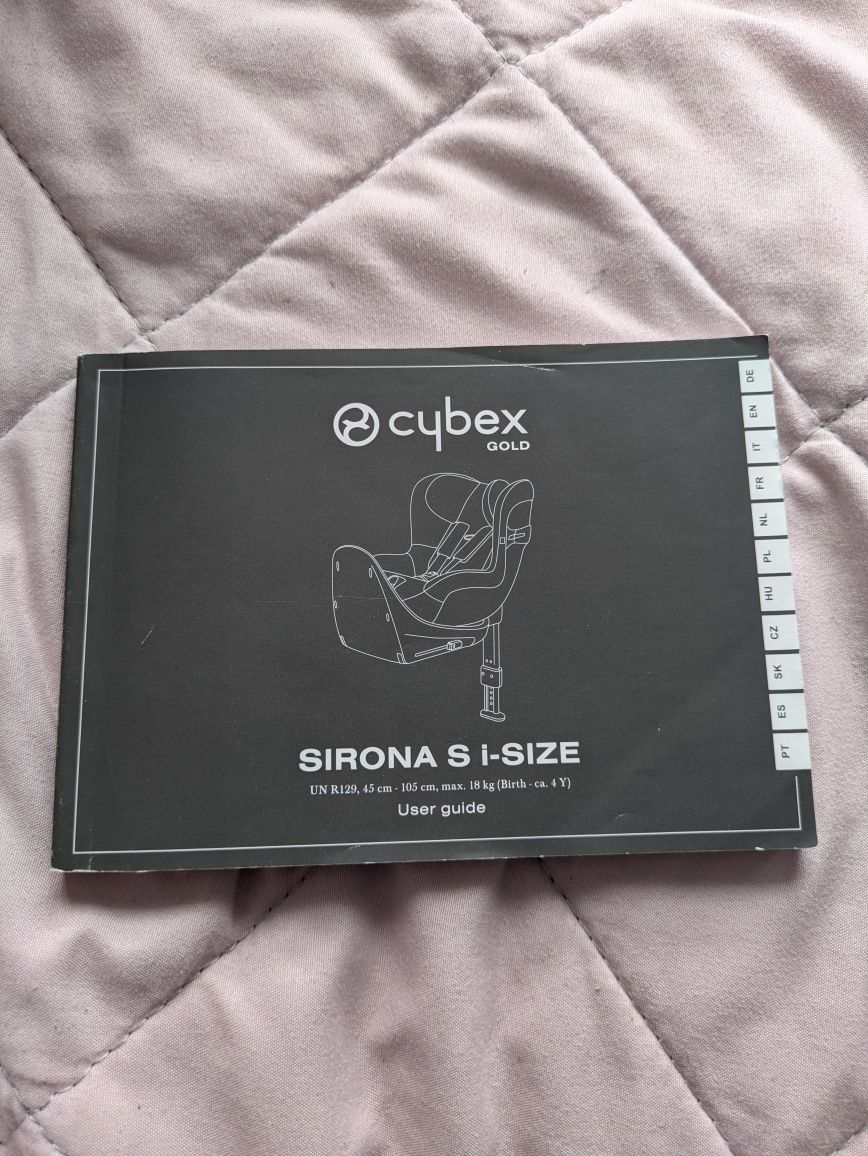 cybex
GOLD
SIRONA S i-SIZE
UN R129, 45 cm - 105 cm, max. 18 kg (Birth - ca. 4 Y)
User guide
DE
EN
IT
FR
NL
PL
HU
CZ
SK
ES
PT